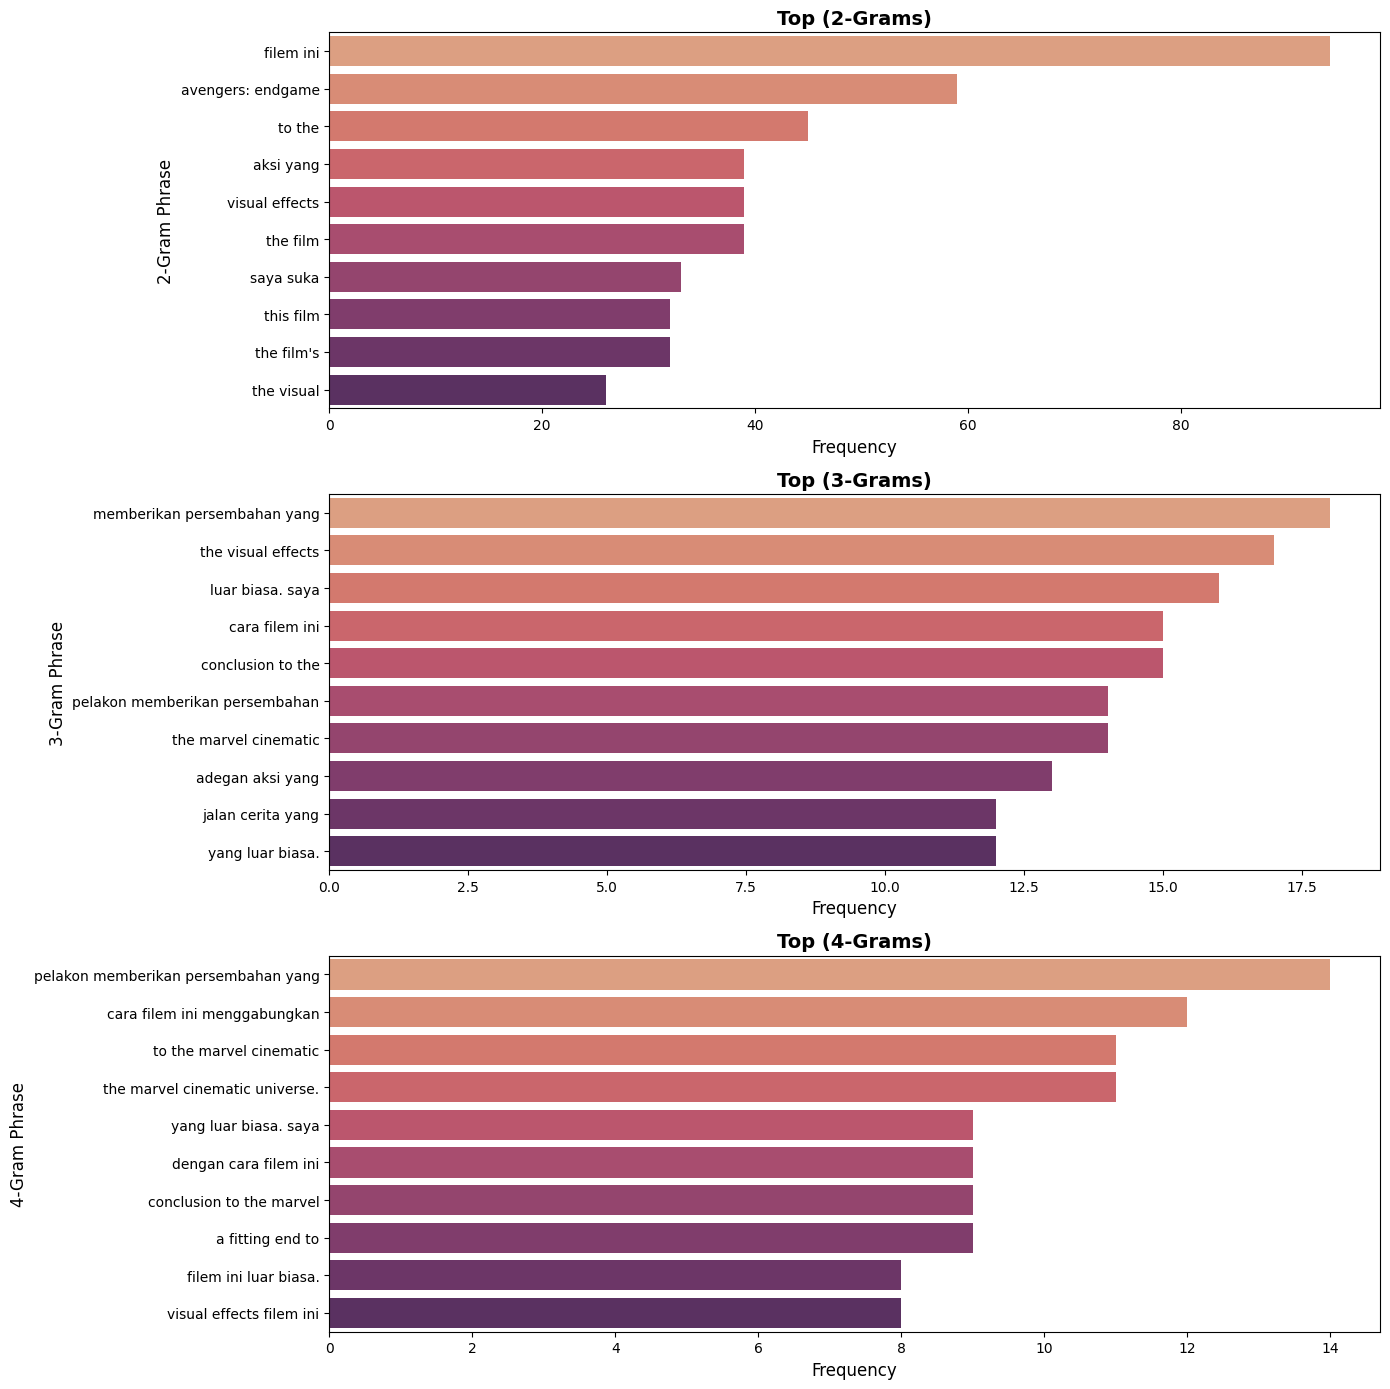 Top (2-Grams)
2-Gram Phrase
filem ini
avengers: endgame
to the
aksi yang
visual effects
the film
saya suka
this film
the film's
the visual
0 20 40 60 80
Frequency
Top (3-Grams)
3-Gram Phrase
memberikan persembahan yang
the visual effects
luar biasa. saya
cara filem ini
conclusion to the
pelakon memberikan persembahan
the marvel cinematic
adegan aksi yang
jalan cerita yang
yang luar biasa.
0.0 2.5 5.0 7.5 10.0 12.5 15.0 17.5
Frequency
Top (4-Grams)
4-Gram Phrase
pelakon memberikan persembahan yang
cara filem ini menggabungkan
to the marvel cinematic
the marvel cinematic universe.
yang luar biasa. saya
dengan cara filem ini
conclusion to the marvel
a fitting end to
filem ini luar biasa.
visual effects filem ini
0 2 4 6 8 10 12 14
Frequency